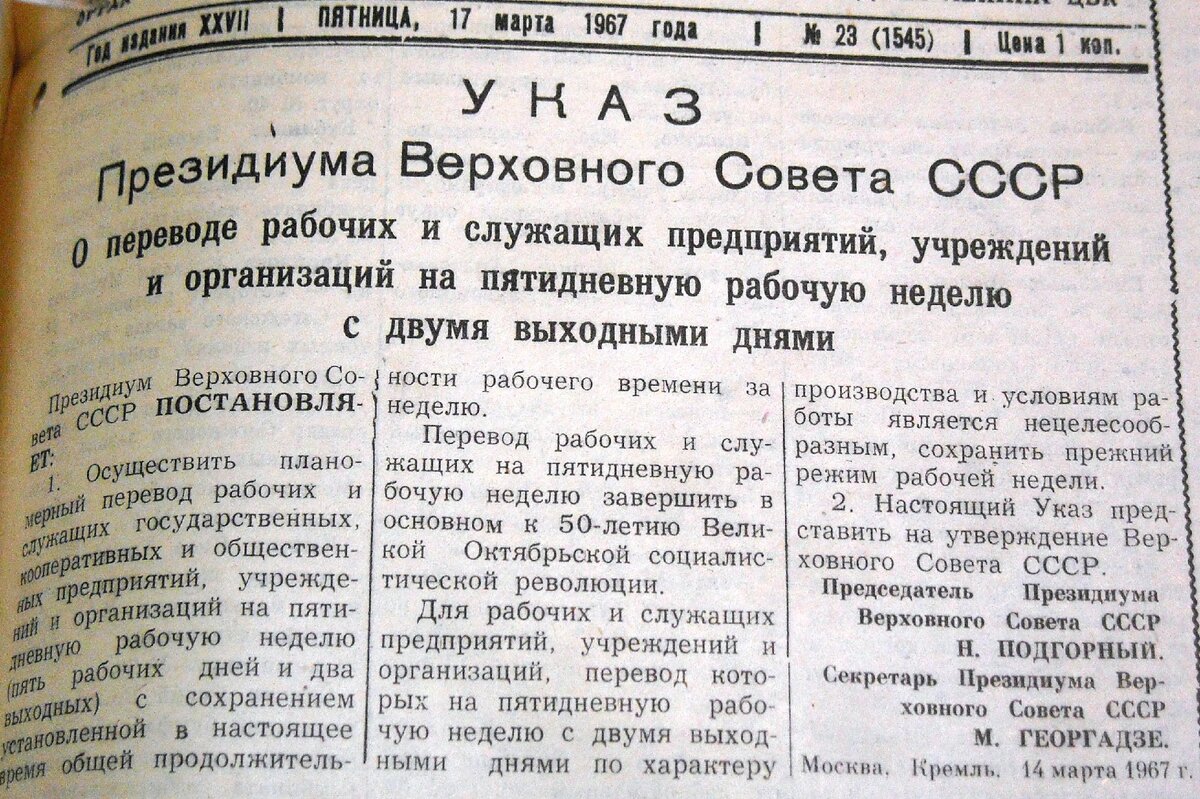 Год издания XXVII | ПЯТНИЦА, 17 марта 1967 года | № 23 (1545) | Цена 1 коп.
УКАЗ
Президиума Верховного Совета СССР
О переводе рабочих и служащих предприятий, учреждений
и организаций на пятидневную рабочую неделю
с двумя выходными днями
Президиум Верховного Со-
вета СССР ПОСТАНОВЛЯ-
ЕТ:
1. Осуществить плано-
мерный перевод рабочих и
служащих государственных,
кооперативных и обществен-
ных предприятий, учрежде-
ний и организаций на пяти-
дневную рабочую неделю
(пять рабочих дней и два
выходных) с сохранением
установленной в настоящее
время общей продолжитель-
ности рабочего времени за
неделю.
Перевод рабочих и слу-
жащих на пятидневную ра-
бочую неделю завершить в
основном к 50-летию Вели-
кой Октябрьской социалис-
тической революции.
Для рабочих и служащих
предприятий, учреждений и
организаций, перевод кото-
рых на пятидневную рабо-
чую неделю с двумя выход-
ными днями по характеру
производства и условиям ра-
боты является нецелесооб-
разным, сохранить прежний
режим рабочей недели.
2. Настоящий Указ пред-
ставить на утверждение Вер-
ховного Совета СССР.
Председатель Президиума
Верховного Совета СССР
Н. ПОДГОРНЫЙ.
Секретарь Президиума Вер-
ховного Совета СССР
М. ГЕОРГАДЗЕ.
Москва. Кремль. 14 марта 1967 г.